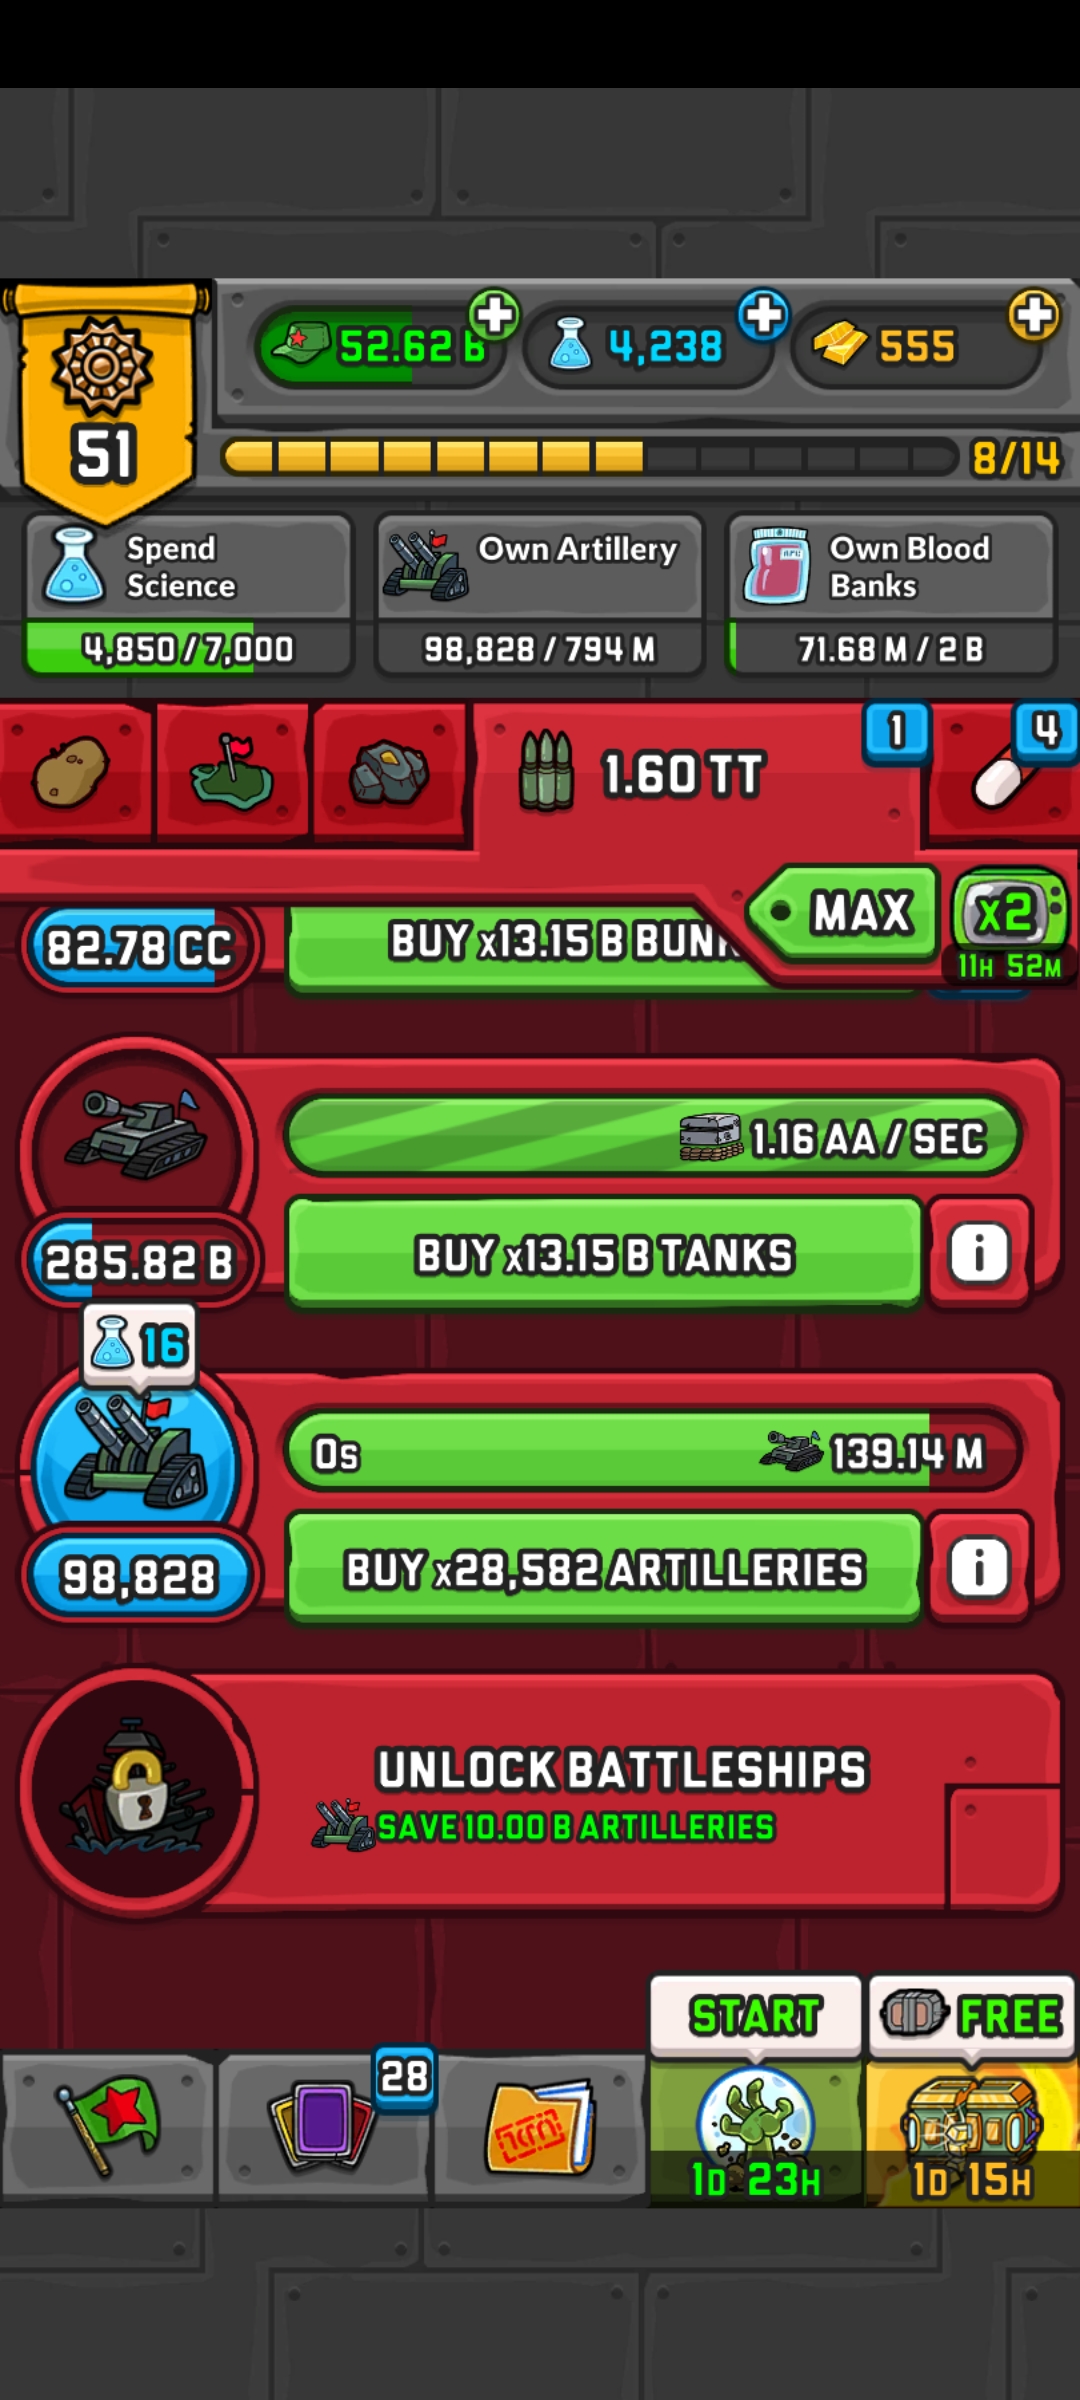 52.62 B
4,238
555
51
8/14
Spend
Science
4,850/7,000
Own Artillery
98,828/794 M
Own Blood
Banks
71.68 M/2 B
1.60 TT
1
4
MAX
x2
11H 52M
82.78 CC
BUY x13.15 B
1.16 AA/SEC
285.82 B
BUY x13.15 B TANKS
i
16
0s
139.14 M
98,828
BUY x28,582 ARTILLERIES
i
UNLOCK BATTLESHIPS
SAVE 10.00 B ARTILLERIES
START
FREE
28
1D 23H
1D 15H